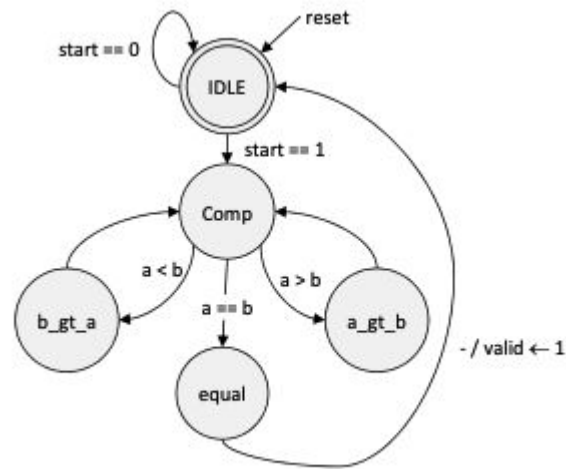 reset
start == 0
IDLE
start == 1
Comp
a < b
a > b
b_gt_a
a == b
a_gt_b
- / valid ← 1
equal